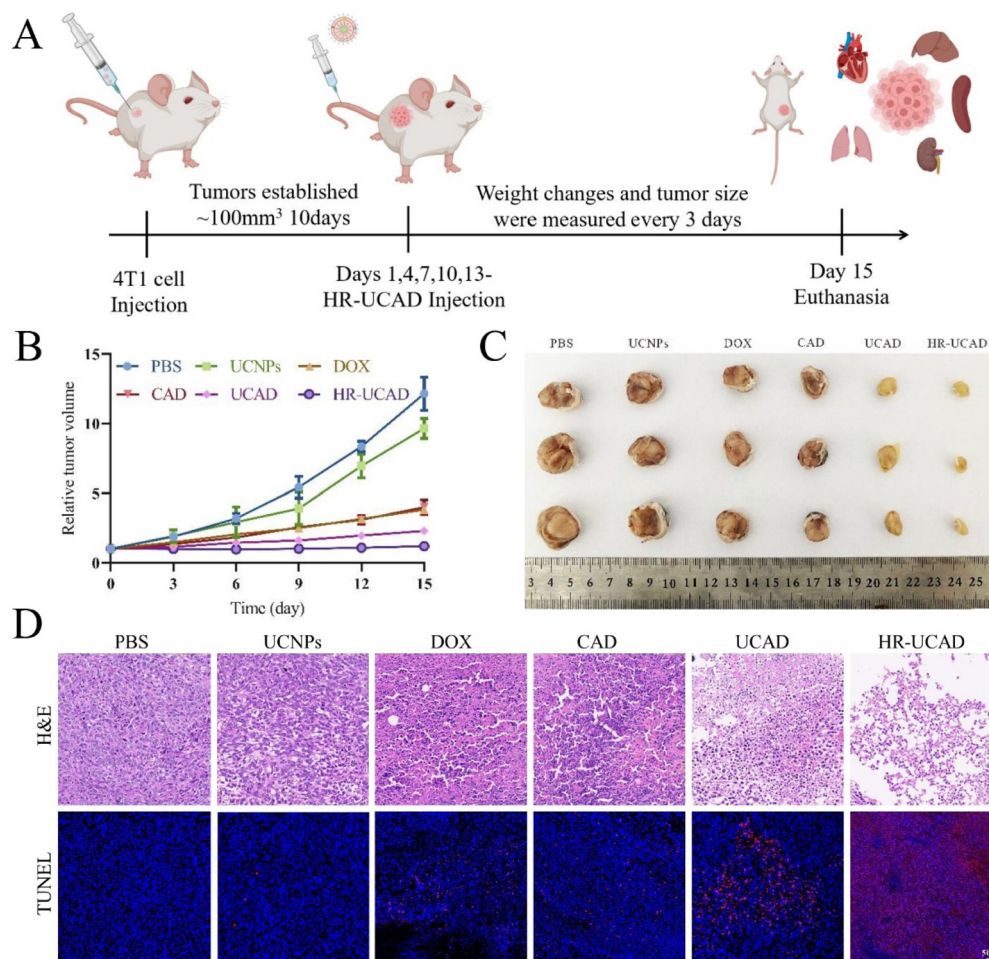 A
Tumors established
~100mm³ 10days
Weight changes and tumor size
were measured every 3 days
4T1 cell
Injection
Days 1,4,7,10,13-
HR-UCAD Injection
Day 15
Euthanasia
B
PBS UCNPs DOX
CAD UCAD HR-UCAD
Relative tumor volume
15
10
5
0
0 3 6 9 12 15
Time (day)
C
PBS UCNPs DOX CAD UCAD HR-UCAD
3 4 5 6 7 8 9 10 11 12 13 14 15 16 17 18 19 20 21 22 23 24 25
D
PBS UCNPs DOX CAD UCAD HR-UCAD
H&E
TUNEL